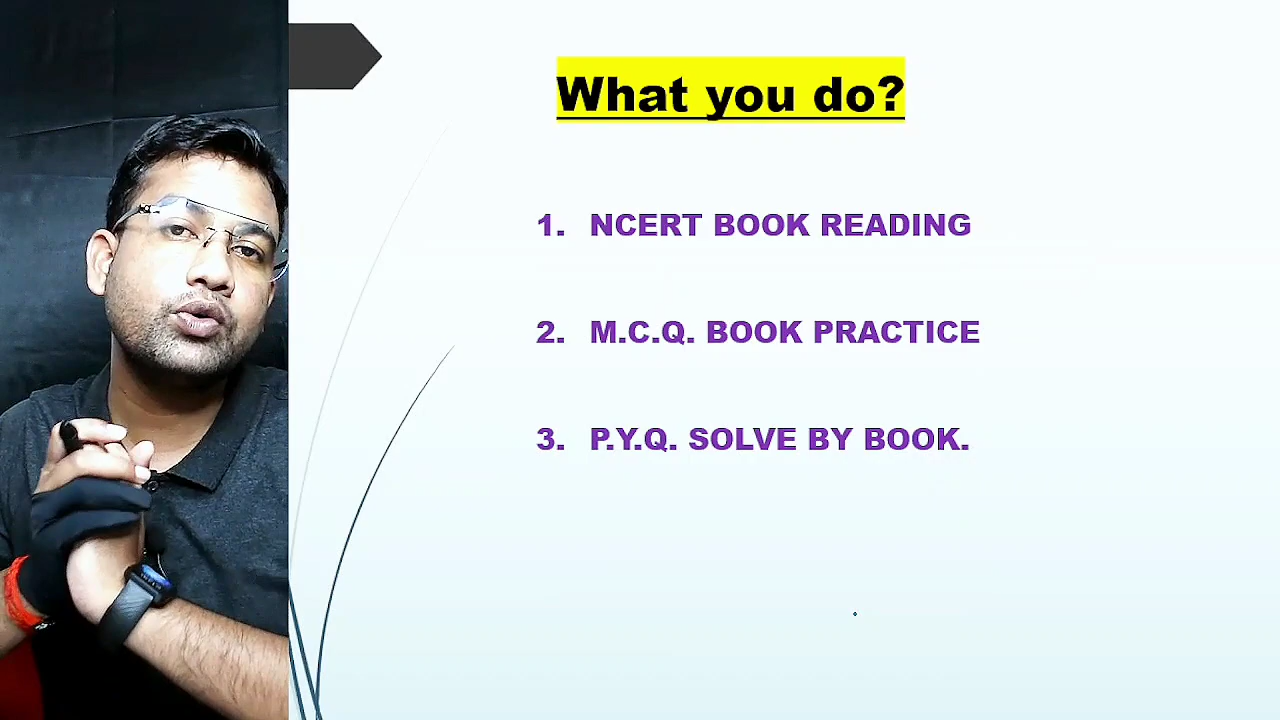 What you do?
1. NCERT BOOK READING
2. M.C.Q. BOOK PRACTICE
3. P.Y.Q. SOLVE BY BOOK.